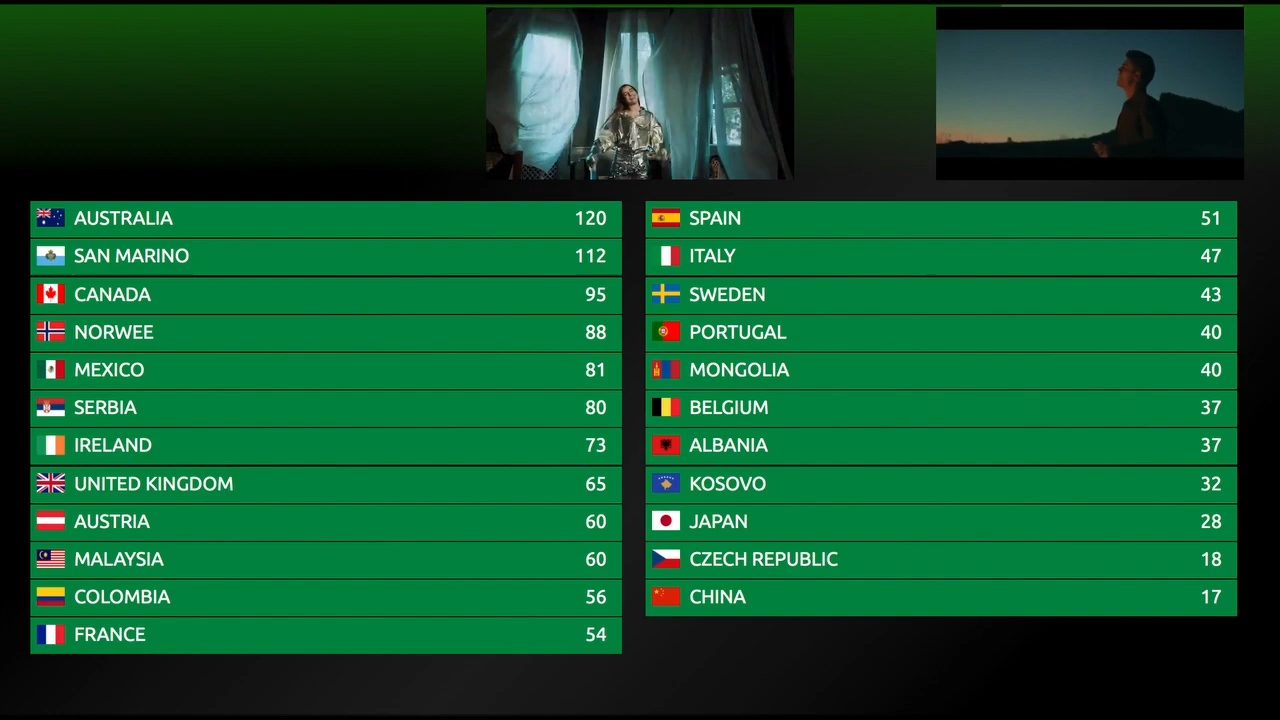 AUSTRALIA 120
SAN MARINO 112
CANADA 95
NORWEE 88
MEXICO 81
SERBIA 80
IRELAND 73
UNITED KINGDOM 65
AUSTRIA 60
MALAYSIA 60
COLOMBIA 56
FRANCE 54
SPAIN 51
ITALY 47
SWEDEN 43
PORTUGAL 40
MONGOLIA 40
BELGIUM 37
ALBANIA 37
KOSOVO 32
JAPAN 28
CZECH REPUBLIC 18
CHINA 17